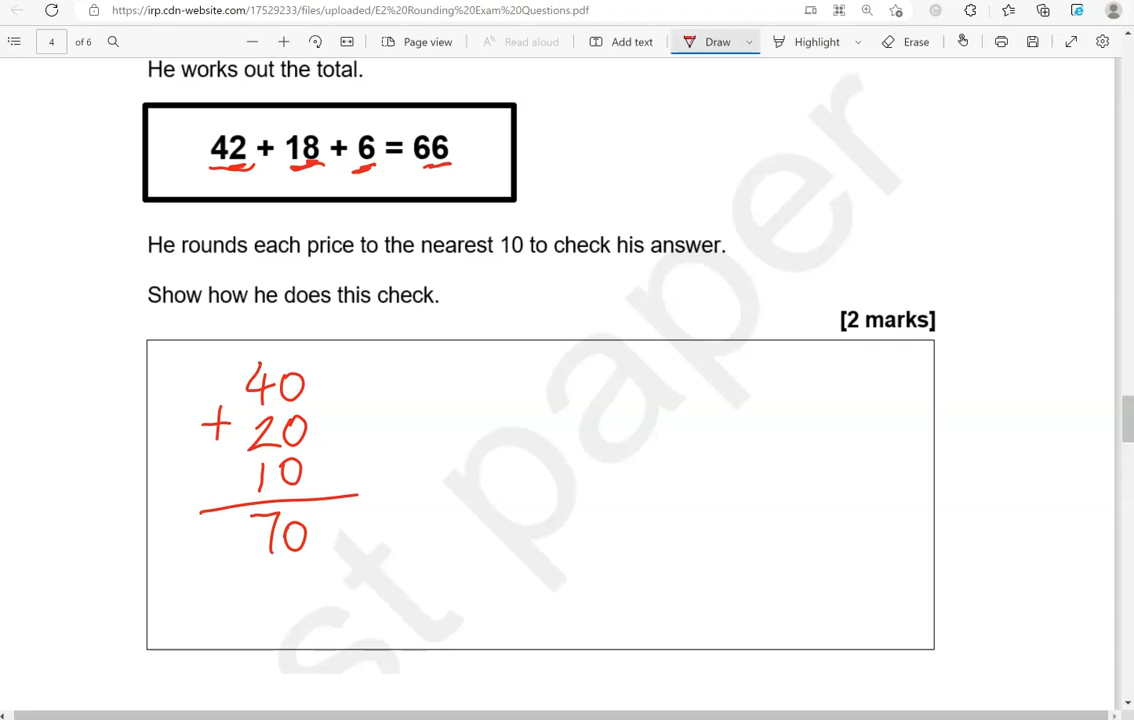 https://irp.cdn-website.com/17529233/files/uploaded/E2%20Rounding%20Exam%20Questions.pdf
4 of 6 Page view Read aloud Add text Draw Highlight Erase
He works out the total.
42 + 18 + 6 = 66
He rounds each price to the nearest 10 to check his answer.
Show how he does this check.
[2 marks]
40
+ 20
10
70
st paper